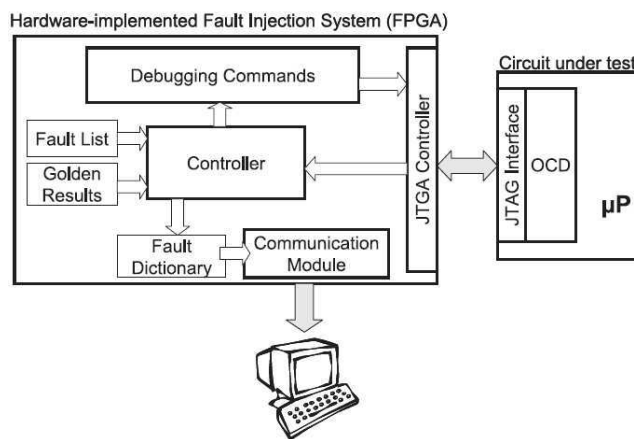 Hardware-implemented Fault Injection System (FPGA)
Debugging Commands
Fault List
Golden
Results
Controller
Fault
Dictionary
Communication
Module
JTGA Controller
Circuit under test
JTAG Interface
OCD
µP